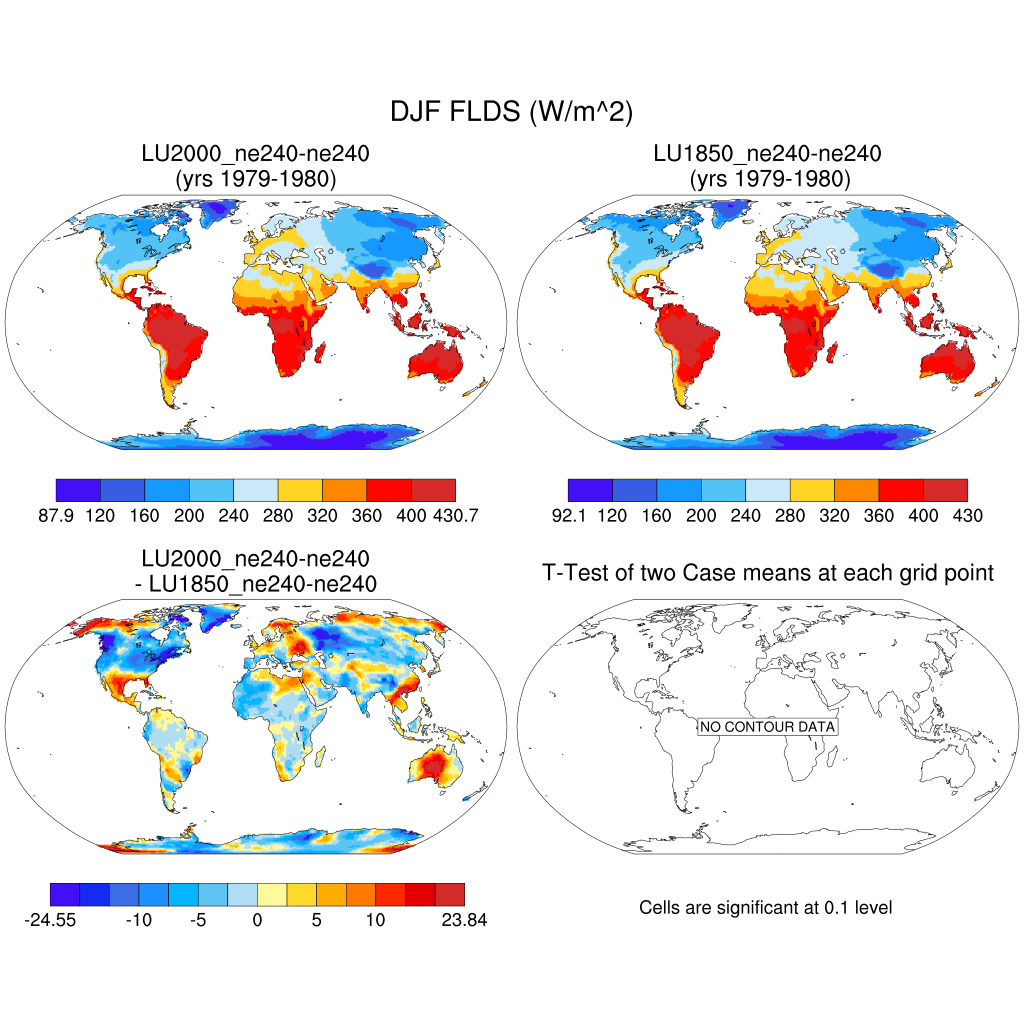 DJF FLDS (W/m^2)
LU2000_ne240-ne240
(yrs 1979-1980)
LU1850_ne240-ne240
(yrs 1979-1980)
87.9 120 160 200 240 280 320 360 400 430.7
92.1 120 160 200 240 280 320 360 400 430
LU2000_ne240-ne240
- LU1850_ne240-ne240
T-Test of two Case means at each grid point
NO CONTOUR DATA
-24.55 -10 -5 0 5 10 23.84
Cells are significant at 0.1 level